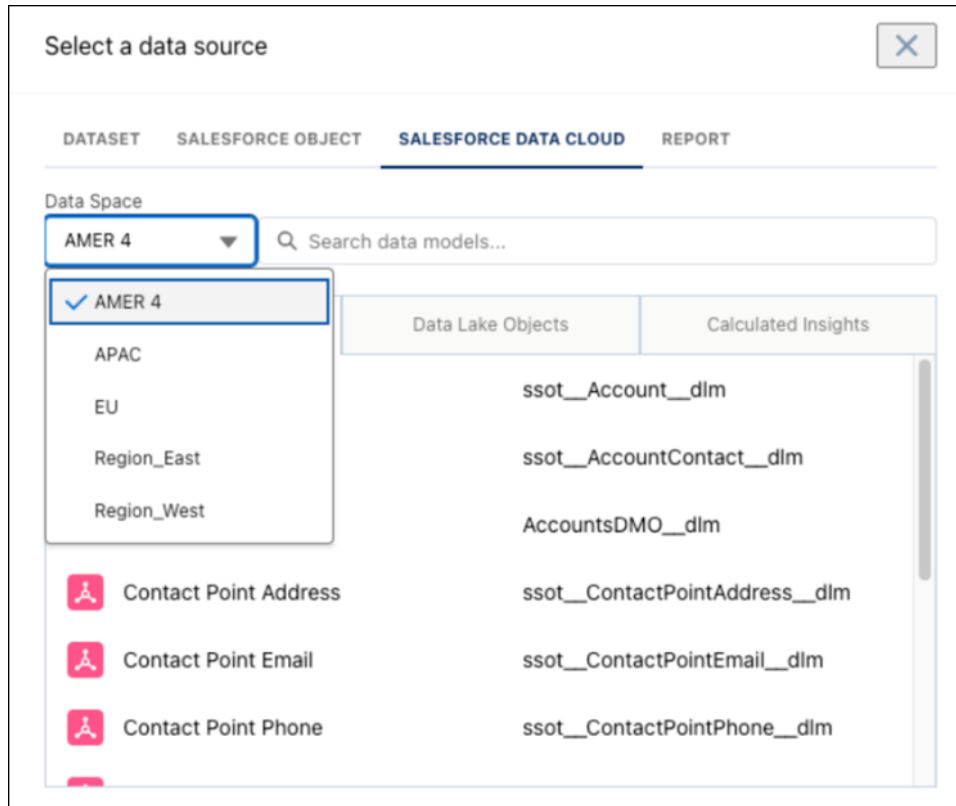 Select a data source
DATASET SALESFORCE OBJECT SALESFORCE DATA CLOUD REPORT
Data Space
AMER 4 Search data models...
AMER 4
APAC
EU
Region_East
Region_West
Data Lake Objects Calculated Insights
ssot__Account__dlm
ssot__AccountContact__dlm
AccountsDMO__dlm
Contact Point Address ssot__ContactPointAddress__dlm
Contact Point Email ssot__ContactPointEmail__dlm
Contact Point Phone ssot__ContactPointPhone__dlm